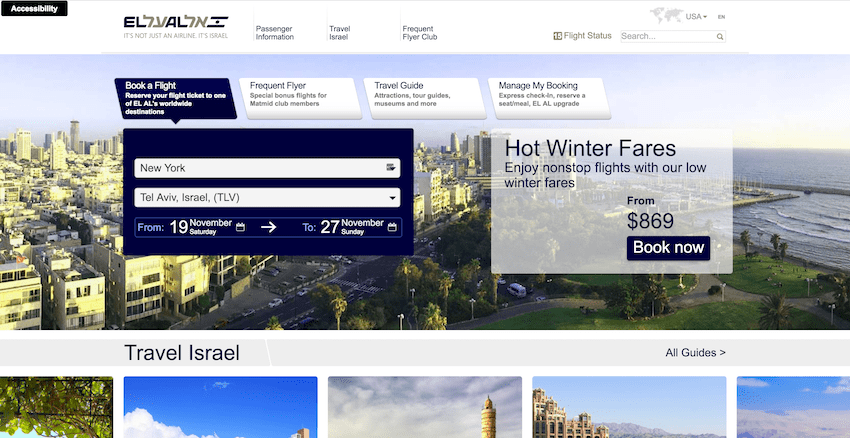 Accessibility
ELאלעל
IT'S NOT JUST AN AIRLINE. IT'S ISRAEL
Passenger
Information
Travel
Israel
Frequent
Flyer Club
USA
EN
Flight Status
Search...
Book a Flight
Reserve your flight ticket to one
of EL AL's worldwide
destinations
Frequent Flyer
Special bonus flights for
Matmid club members
Travel Guide
Attractions, tour guides,
museums and more
Manage My Booking
Express check-in, reserve a
seat/meal, EL AL upgrade
New York
Tel Aviv, Israel, (TLV)
From: 19 November
Saturday
To: 27 November
Sunday
Hot Winter Fares
Enjoy nonstop flights with our low
winter fares
From
$869
Book now
Travel Israel
All Guides >